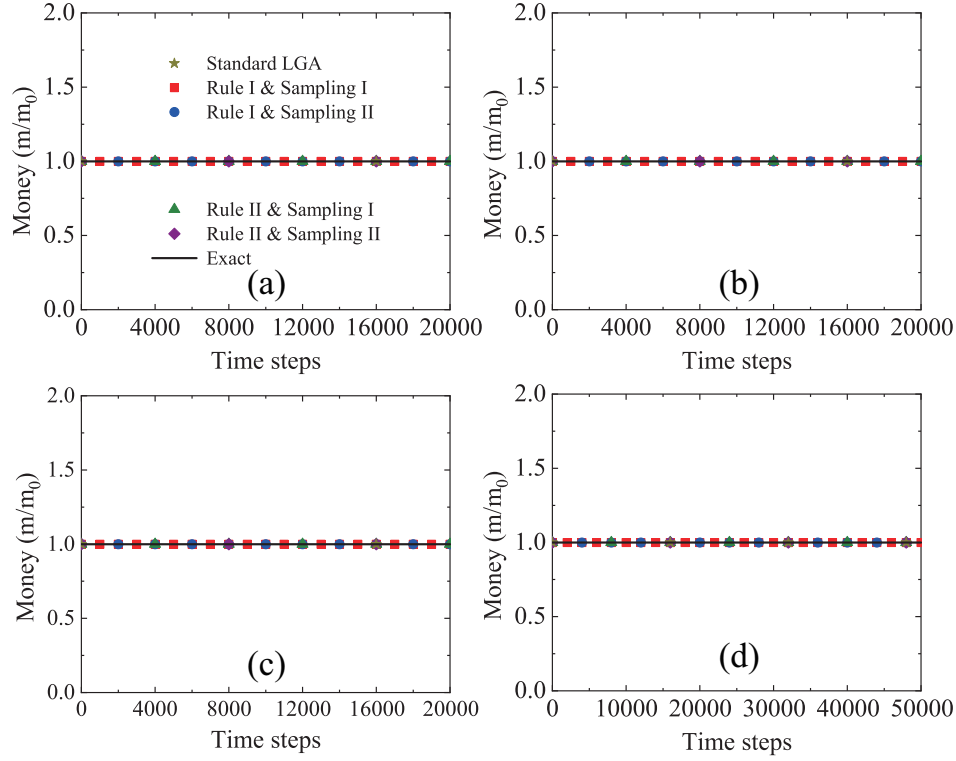 2.0
1.5
1.0
0.5
0.0
Money (m/m0)
Standard LGA
Rule I & Sampling I
Rule I & Sampling II
Rule II & Sampling I
Rule II & Sampling II
Exact
(a)
0 4000 8000 12000 16000 20000
Time steps
2.0
1.5
1.0
0.5
0.0
Money (m/m0)
(b)
0 4000 8000 12000 16000 20000
Time steps
2.0
1.5
1.0
0.5
0.0
Money (m/m0)
(c)
0 4000 8000 12000 16000 20000
Time steps
2.0
1.5
1.0
0.5
0.0
Money (m/m0)
(d)
0 10000 20000 30000 40000 50000
Time steps